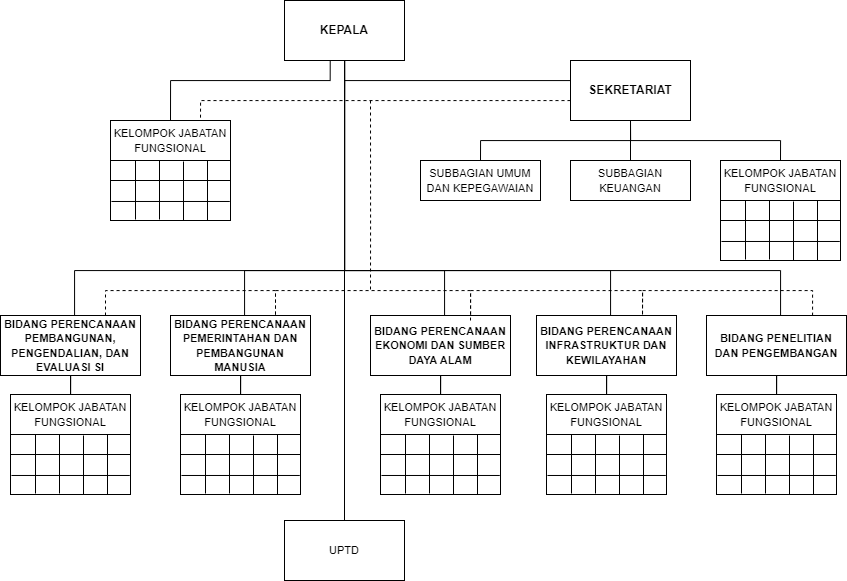 KEPALA
SEKRETARIAT
KELOMPOK JABATAN
FUNGSIONAL
SUBBAGIAN UMUM
DAN KEPEGAWAIAN
SUBBAGIAN
KEUANGAN
KELOMPOK JABATAN
FUNGSIONAL
BIDANG PERENCANAAN
PEMBANGUNAN,
PENGENDALIAN, DAN
EVALUASI SI
BIDANG PERENCANAAN
PEMERINTAHAN DAN
PEMBANGUNAN
MANUSIA
BIDANG PERENCANAAN
EKONOMI DAN SUMBER
DAYA ALAM
BIDANG PERENCANAAN
INFRASTRUKTUR DAN
KEWILAYAHAN
BIDANG PENELITIAN
DAN PENGEMBANGAN
KELOMPOK JABATAN
FUNGSIONAL
KELOMPOK JABATAN
FUNGSIONAL
KELOMPOK JABATAN
FUNGSIONAL
KELOMPOK JABATAN
FUNGSIONAL
KELOMPOK JABATAN
FUNGSIONAL
UPTD